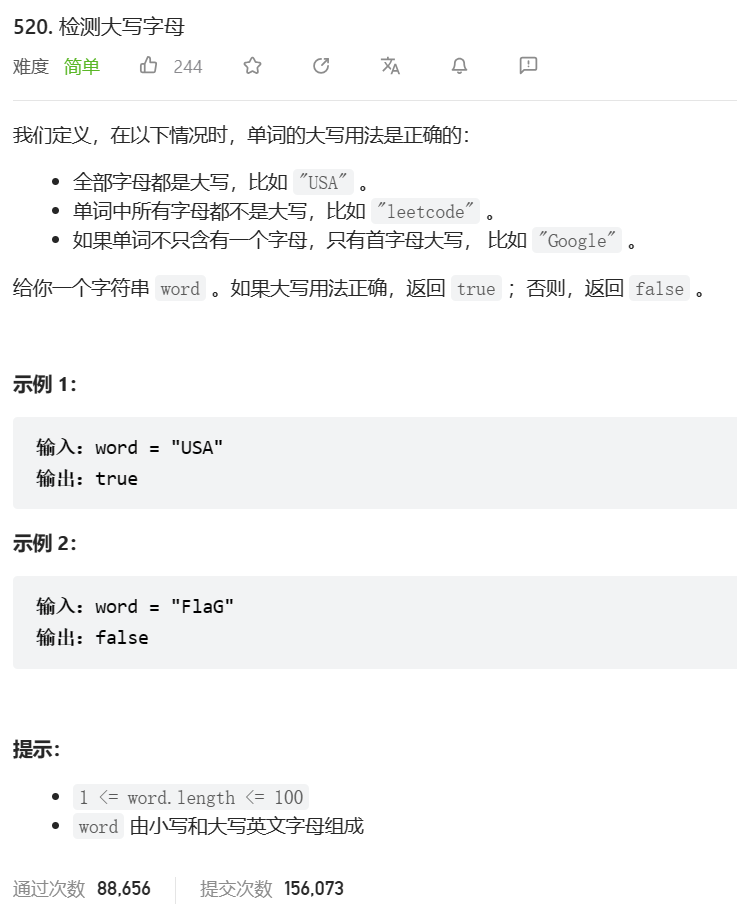 520. 检测大写字母
难度 简单 244
我们定义，在以下情况时，单词的大写用法是正确的：
全部字母都是大写，比如 "USA" 。
单词中所有字母都不是大写，比如 "leetcode" 。
如果单词不只含有一个字母，只有首字母大写， 比如 "Google" 。
给你一个字符串 word 。如果大写用法正确，返回 true ；否则，返回 false 。
示例 1：
输入：word = "USA"
输出：true
示例 2：
输入：word = "FlaG"
输出：false
提示：
1 <= word.length <= 100
word 由小写和大写英文字母组成
通过次数 88,656 提交次数 156,073